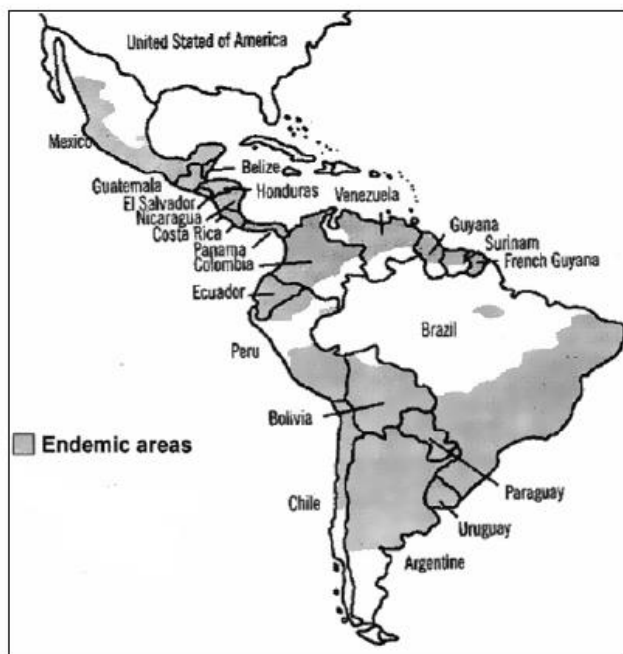 United Stated of America
Mexico
Belize
Guatemala
Honduras
El Salvador
Nicaragua
Costa Rica
Panama
Venezuela
Guyana
Surinam
French Guyana
Colombia
Ecuador
Brazil
Peru
Bolivia
Endemic areas
Paraguay
Chile
Uruguay
Argentine